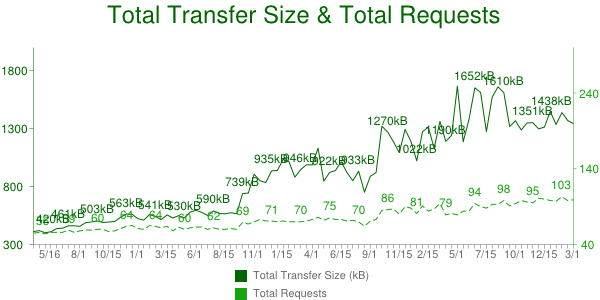 Total Transfer Size & Total Requests
1800
1300
800
300
240
140
40
420kB 461kB 503kB 563kB 541kB 530kB 590kB 739kB 935kB 946kB 922kB 933kB 1270kB 1022kB 1190kB 1652kB 1610kB 1351kB 1438kB
60 64 64 60 62 69 71 70 75 70 86 81 79 94 98 95 103
5/16 8/1 10/15 1/1 3/15 6/1 8/15 11/1 1/15 4/1 6/15 9/1 11/15 2/1 5/1 7/15 10/1 12/15 3/1
Total Transfer Size (kB)
Total Requests